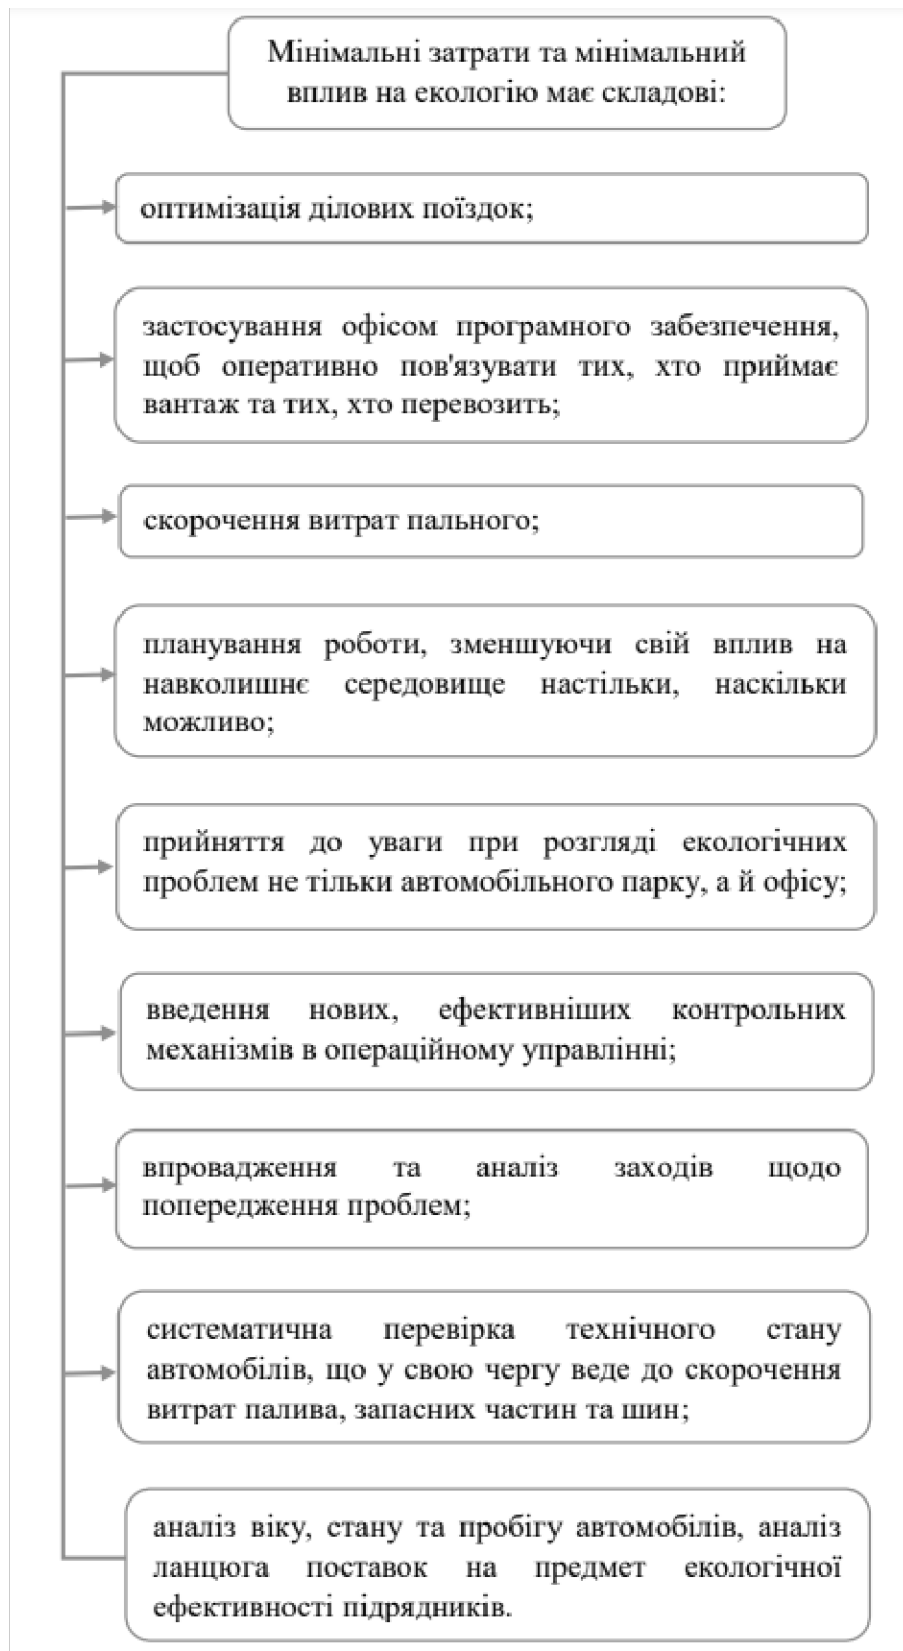 Мінімальні затрати та мінімальний
вплив на екологію має складові:
оптимізація ділових поїздок;
застосування офісом програмного забезпечення,
щоб оперативно пов'язувати тих, хто приймає
вантаж та тих, хто перевозить;
скорочення витрат пального;
планування роботи, зменшуючи свій вплив на
навколишнє середовище настільки, наскільки
можливо;
прийняття до уваги при розгляді екологічних
проблем не тільки автомобільного парку, а й офісу;
введення нових, ефективніших контрольних
механізмів в операційному управлінні;
впровадження та аналіз заходів щодо
попередження проблем;
систематична перевірка технічного стану
автомобілів, що у свою чергу веде до скорочення
витрат палива, запасних частин та шин;
аналіз віку, стану та пробігу автомобілів, аналіз
ланцюга поставок на предмет екологічної
ефективності підрядників.